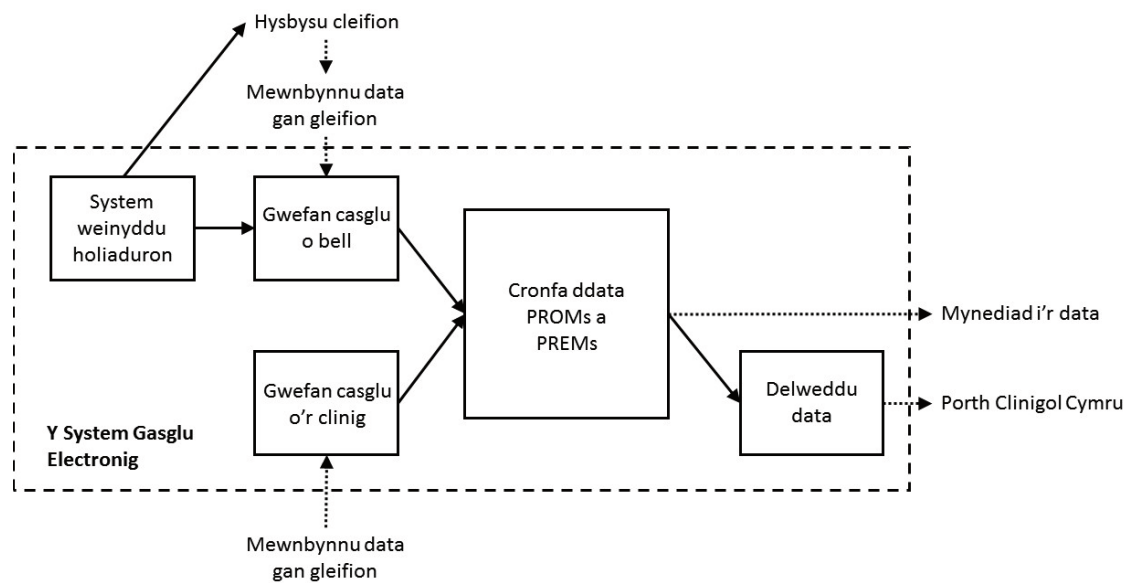 Hysbysu cleifion
Mewnbynnu data
gan gleifion
System
weinyddu
holiaduron
Gwefan casglu
o bell
Cronfa ddata
PROMs a
PREMs
Mynediad i'r data
Gwefan casglu
o'r clinig
Delweddu
data
Porth Clinigol Cymru
Y System Gasglu
Electronig
Mewnbynnu data
gan gleifion